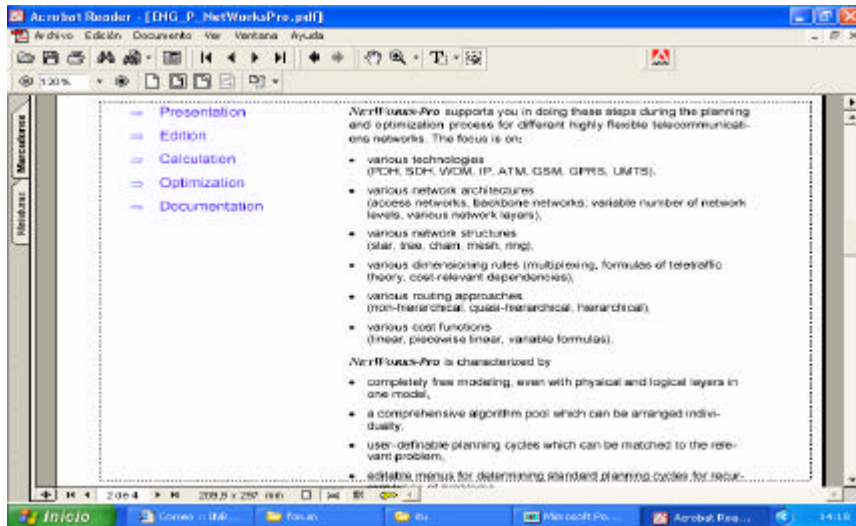 Acrobat Reader - [ENG_P_NetWorksPro.pdf]
Archivo Edición Documento Ver Ventana Ayuda
120%
Marcadores
Miniaturas
⇒ Presentation
⇒ Edition
⇒ Calculation
⇒ Optimization
⇒ Documentation
NetWorks-Pro supports you in doing these steps during the planning
and optimization process for different highly flexible telecommunicati-
ons networks. The focus is on:
• various technologies
(PDH, SDH, WDM, IP, ATM, GSM, GPRS, UMTS),
• various network architectures
(access networks, backbone networks; variable number of network
levels, various network layers),
• various network structures
(star, tree, chain, mesh, ring),
• various dimensioning rules (multiplexing, formulas of teletraffic
theory, cost-relevant dependencies),
• various routing approaches
(non-hierarchical, quasi-hierarchical, hierarchical)
• various cost functions
(linear, piecewise linear, variable formulas).
NetWorks-Pro is characterized by
• completely free modeling, even with physical and logical layers in
one model,
• a comprehensive algorithm pool which can be arranged indivi-
dually,
• user-definable planning cycles which can be matched to the rele-
vant problem,
• editable menus for determining standard planning cycles for recur-
2 de 4 209,8 x 297 mm
Inicio Correo :: forum itu Microsoft Po... Acrobat Rea... 14:18